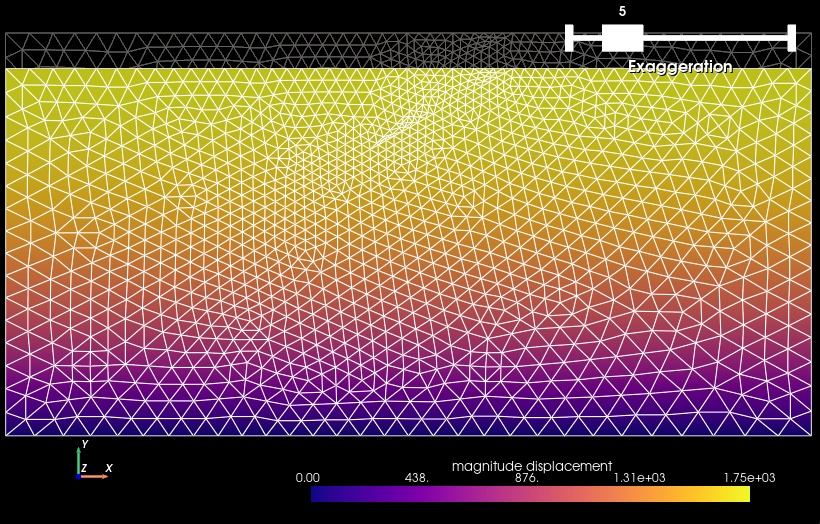 5
Exaggeration
Y
Z X
magnitude displacement
0.00 438. 876. 1.31e+03 1.75e+03